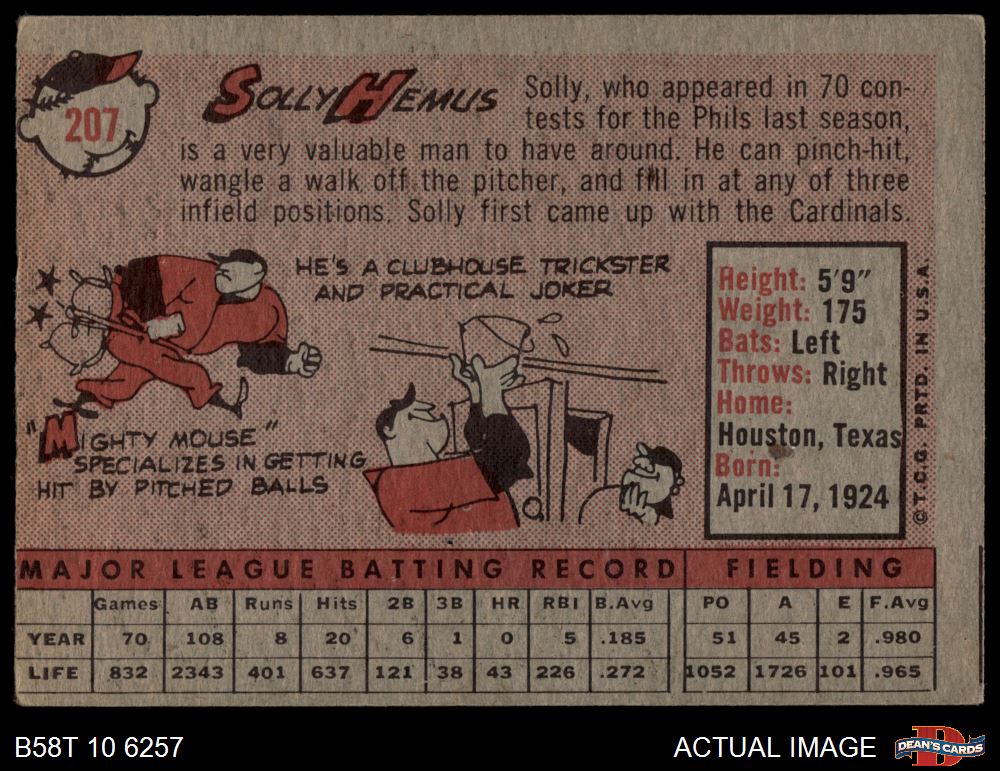 207
SOLLY HEMUS
Solly, who appeared in 70 con-
tests for the Phils last season,
is a very valuable man to have around. He can pinch-hit,
wangle a walk off the pitcher, and fill in at any of three
infield positions. Solly first came up with the Cardinals.
HE'S A CLUBHOUSE TRICKSTER
AND PRACTICAL JOKER
"MIGHTY MOUSE"
SPECIALIZES IN GETTING
HIT BY PITCHED BALLS
Height: 5'9"
Weight: 175
Bats: Left
Throws: Right
Home:
Houston, Texas
Born:
April 17, 1924
© T.C.G. PRTD. IN U.S.A.
MAJOR LEAGUE BATTING RECORD FIELDING
Games AB Runs Hits 2B 3B HR RBI B.Avg PO A E F.Avg
YEAR 70 108 8 20 6 1 0 5 .185 51 45 2 .980
LIFE 832 2343 401 637 121 38 43 226 .272 1052 1726 101 .965
B58T 10 6257
ACTUAL IMAGE
D
DEAN'S CARDS